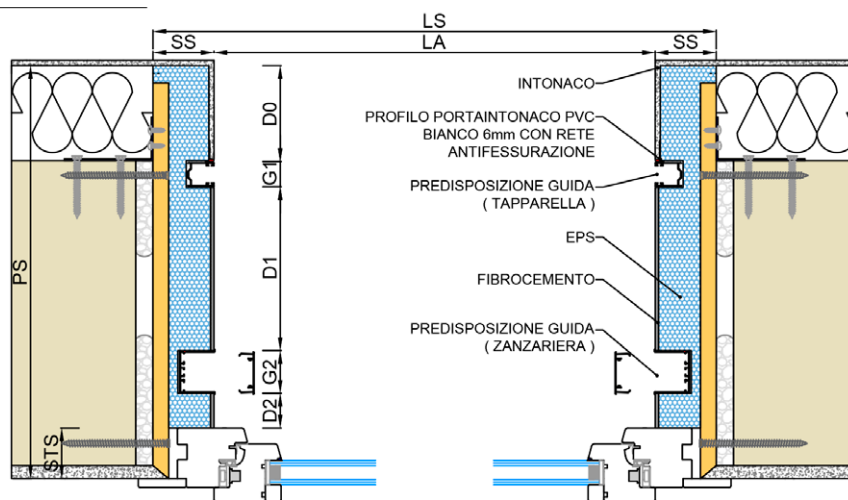 LS
SS
LA
SS
INTONACO
PROFILO PORTAINTONACO PVC
BIANCO 6mm CON RETE
ANTIFESSURAZIONE
PREDISPOSIZIONE GUIDA
( TAPPARELLA )
EPS
FIBROCEMENTO
PREDISPOSIZIONE GUIDA
( ZANZARIERA )
D0
G1
D1
G2
D2
PS
STS